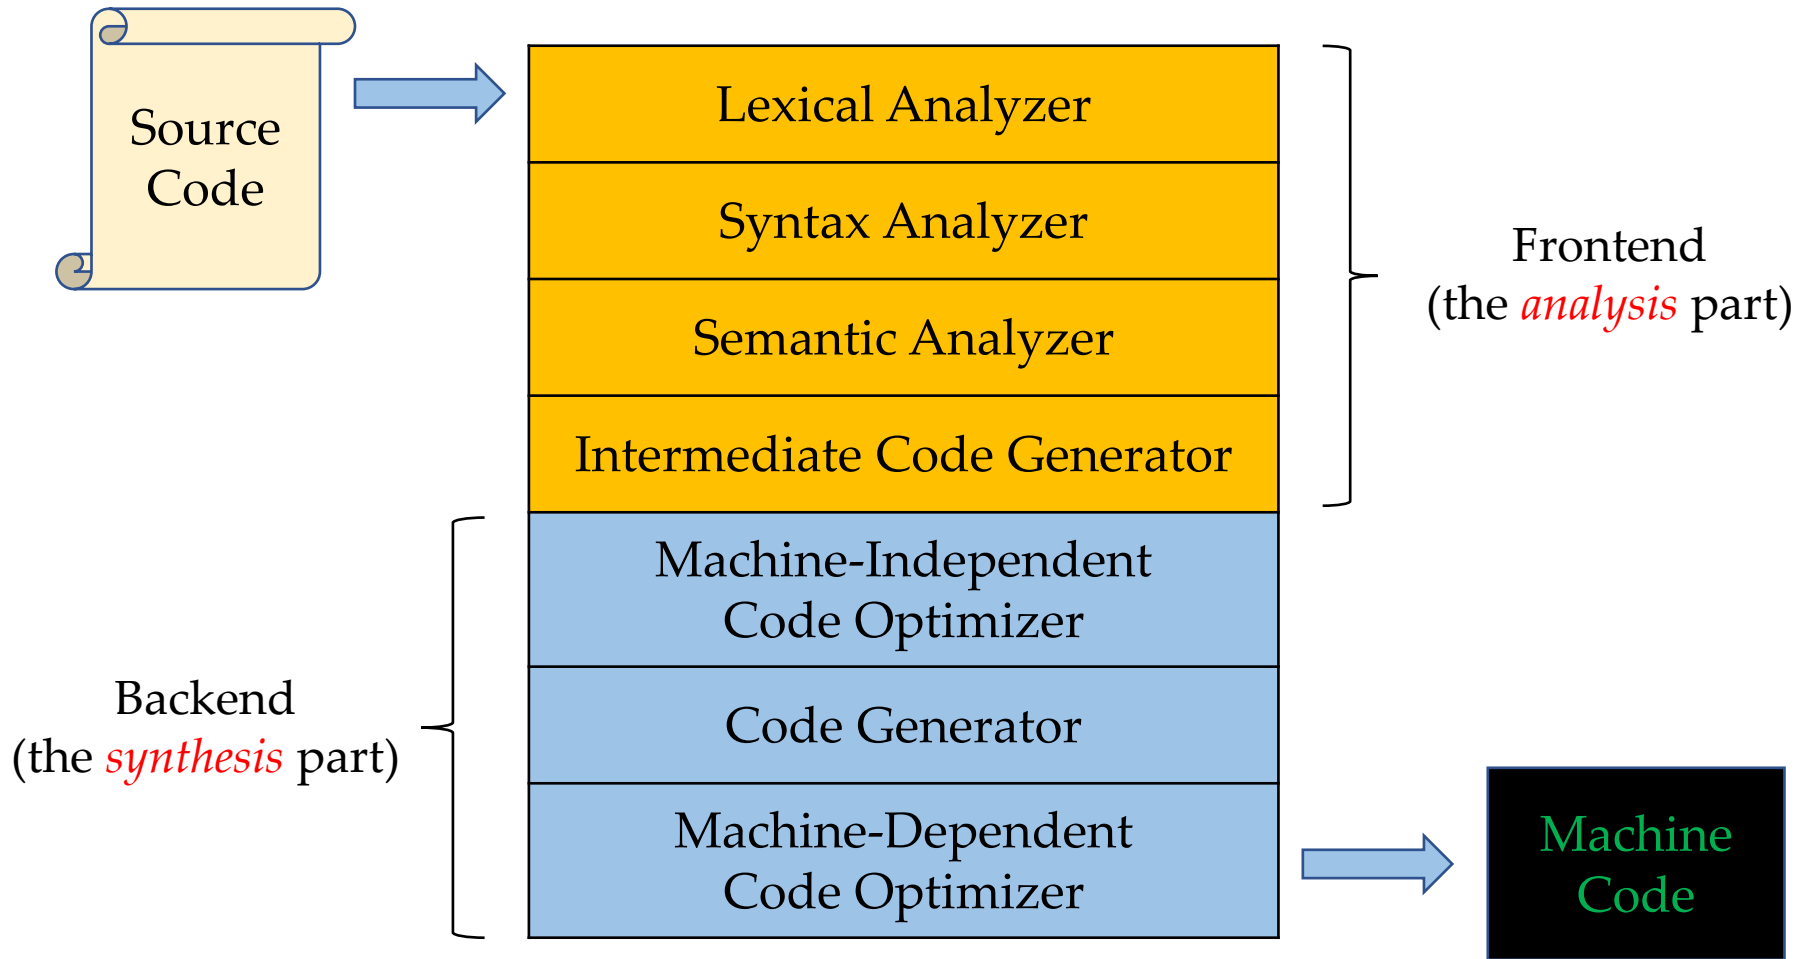 Source
Code
Lexical Analyzer
Syntax Analyzer
Semantic Analyzer
Intermediate Code Generator
Frontend
(the analysis part)
Machine-Independent
Code Optimizer
Code Generator
Machine-Dependent
Code Optimizer
Backend
(the synthesis part)
Machine
Code